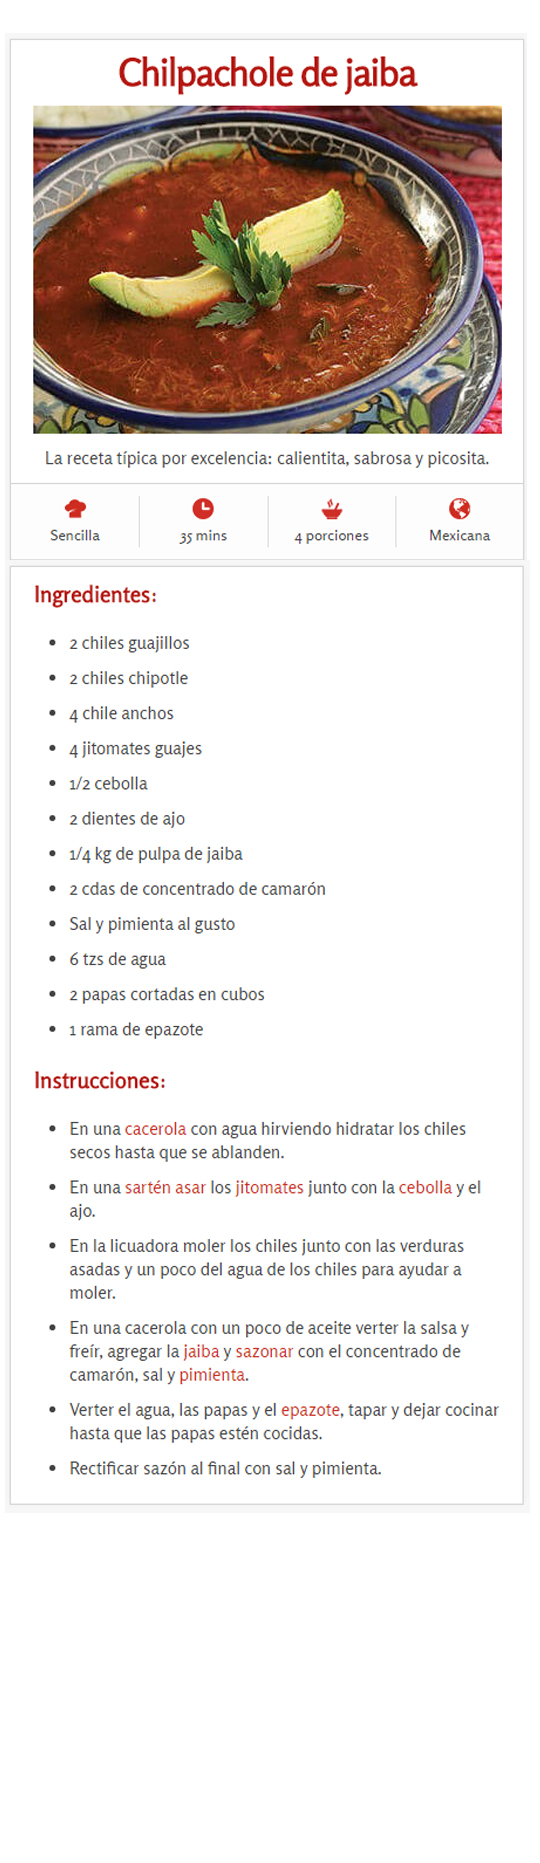 Chilpachole de jaiba
La receta típica por excelencia: calientita, sabrosa y picosita.
Sencilla
35 mins
4 porciones
Mexicana
Ingredientes:
• 2 chiles guajillos
• 2 chiles chipotle
• 4 chile anchos
• 4 jitomates guajes
• 1/2 cebolla
• 2 dientes de ajo
• 1/4 kg de pulpa de jaiba
• 2 cdas de concentrado de camarón
• Sal y pimienta al gusto
• 6 tzs de agua
• 2 papas cortadas en cubos
• 1 rama de epazote
Instrucciones:
• En una cacerola con agua hirviendo hidratar los chiles
secos hasta que se ablanden.
• En una sartén asar los jitomates junto con la cebolla y el
ajo.
• En la licuadora moler los chiles junto con las verduras
asadas y un poco del agua de los chiles para ayudar a
moler.
• En una cacerola con un poco de aceite verter la salsa y
freír, agregar la jaiba y sazonar con el concentrado de
camarón, sal y pimienta.
• Verter el agua, las papas y el epazote, tapar y dejar cocinar
hasta que las papas estén cocidas.
• Rectificar sazón al final con sal y pimienta.